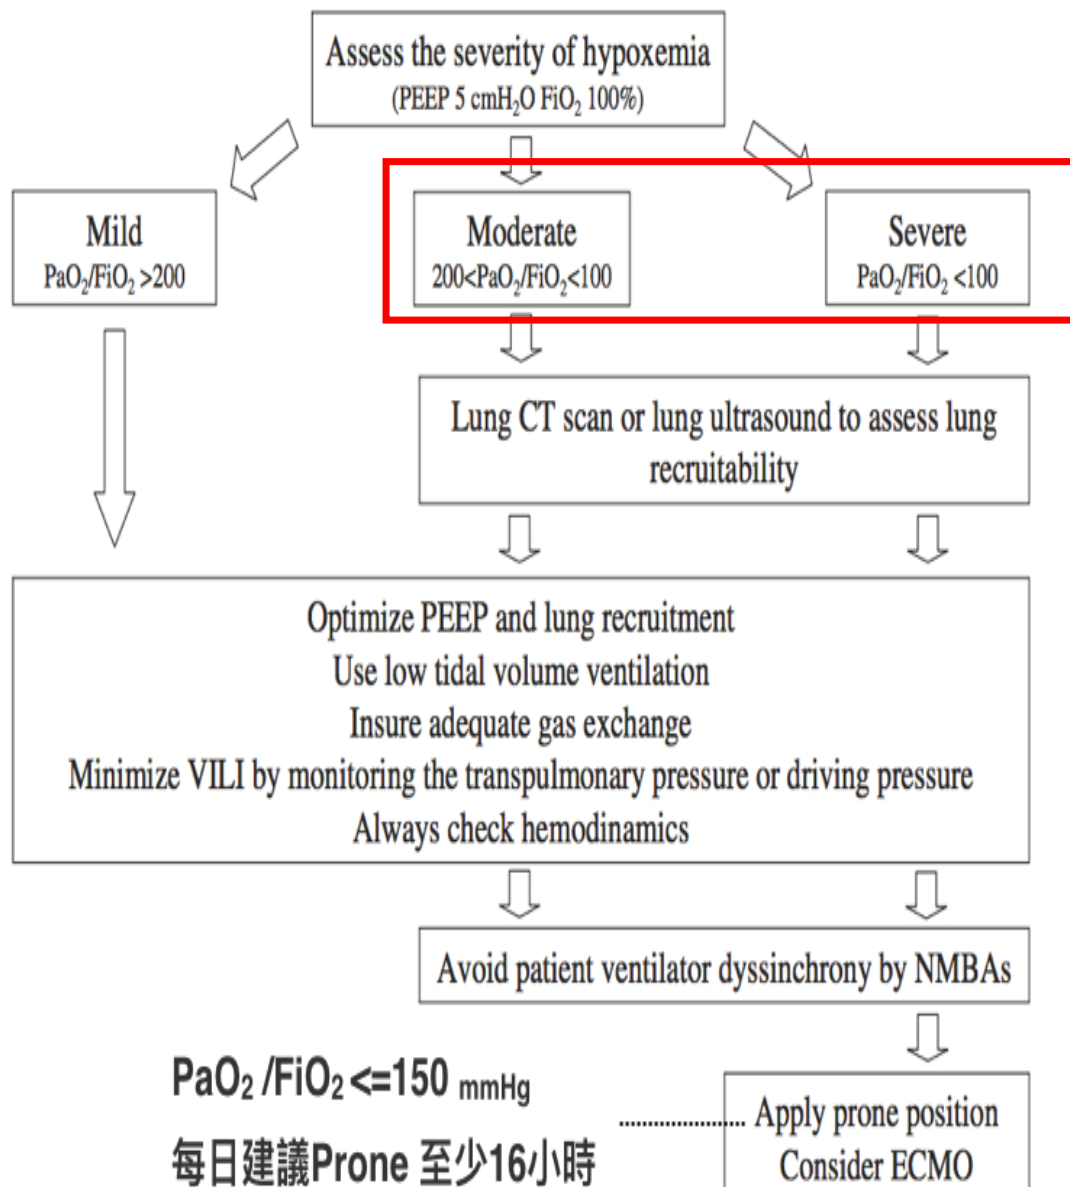 Assess the severity of hypoxemia
(PEEP 5 cmH₂O FiO₂ 100%)
Mild
PaO₂/FiO₂ >200
Moderate
200<PaO₂/FiO₂<100
Severe
PaO₂/FiO₂ <100
Lung CT scan or lung ultrasound to assess lung
recruitability
Optimize PEEP and lung recruitment
Use low tidal volume ventilation
Insure adequate gas exchange
Minimize VILI by monitoring the transpulmonary pressure or driving pressure
Always check hemodinamics
Avoid patient ventilator dyssinchrony by NMBAs
PaO₂ /FiO₂ <=150 mmHg
每日建議Prone 至少16小時
Apply prone position
Consider ECMO